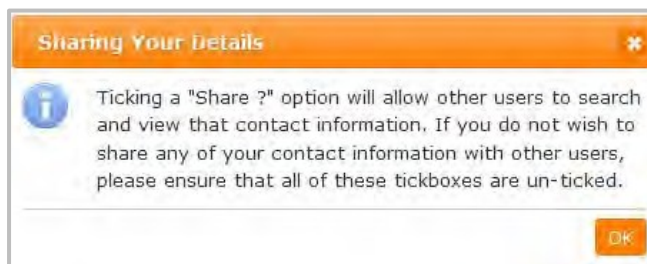 Sharing Your Details
Ticking a "Share ?" option will allow other users to search
and view that contact information. If you do not wish to
share any of your contact information with other users,
please ensure that all of these tickboxes are un-ticked.
OK